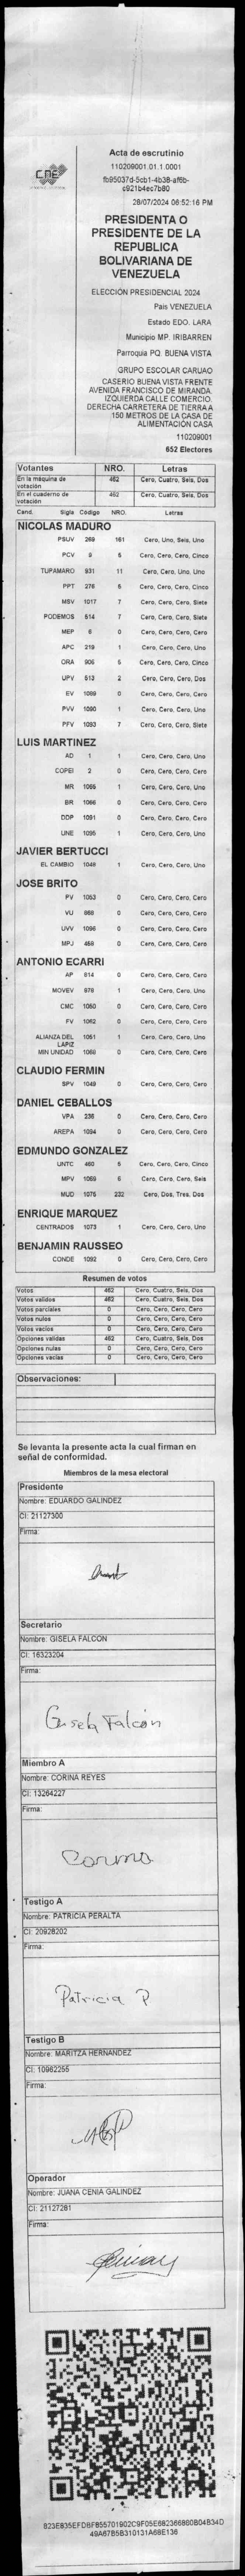 CNE
Acta de escrutinio
110209001.01.1.0001
fb95037d-5cb1-4b38-af6b-
c921b4ec7b80
28/07/2024 06:52:16 PM
PRESIDENTA O
PRESIDENTE DE LA
REPUBLICA
BOLIVARIANA DE
VENEZUELA
ELECCIÓN PRESIDENCIAL 2024
Pais VENEZUELA
Estado EDO. LARA
Municipio MP. IRIBARREN
Parroquia PQ. BUENA VISTA
GRUPO ESCOLAR CARUAO
CASERIO BUENA VISTA FRENTE
AVENIDA FRANCISCO DE MIRANDA.
IZQUIERDA CALLE COMERCIO.
DERECHA CARRETERA DE TIERRA A
150 METROS DE LA CASA DE
ALIMENTACIÓN CASA
110209001
652 Electores
Votantes NRO. Letras
En la máquina de votación 462 Cero, Cuatro, Seis, Dos
En el cuaderno de votación 462 Cero, Cuatro, Seis, Dos
Cand. Sigla Código NRO. Letras
NICOLAS MADURO
PSUV 269 161 Cero, Uno, Seis, Uno
PCV 9 5 Cero, Cero, Cero, Cinco
TUPAMARO 931 11 Cero, Cero, Uno, Uno
PPT 276 5 Cero, Cero, Cero, Cinco
MSV 1017 7 Cero, Cero, Cero, Siete
PODEMOS 514 7 Cero, Cero, Cero, Siete
MEP 6 0 Cero, Cero, Cero, Cero
APC 219 1 Cero, Cero, Cero, Uno
ORA 906 5 Cero, Cero, Cero, Cinco
UPV 513 2 Cero, Cero, Cero, Dos
EV 1089 0 Cero, Cero, Cero, Cero
PVV 1090 1 Cero, Cero, Cero, Uno
PFV 1093 7 Cero, Cero, Cero, Siete
LUIS MARTINEZ
AD 1 1 Cero, Cero, Cero, Uno
COPEI 2 0 Cero, Cero, Cero, Cero
MR 1055 1 Cero, Cero, Cero, Uno
BR 1066 0 Cero, Cero, Cero, Cero
DDP 1091 0 Cero, Cero, Cero, Cero
UNE 1095 1 Cero, Cero, Cero, Uno
JAVIER BERTUCCI
EL CAMBIO 1048 1 Cero, Cero, Cero, Uno
JOSE BRITO
PV 1053 0 Cero, Cero, Cero, Cero
VU 868 0 Cero, Cero, Cero, Cero
UVV 1096 0 Cero, Cero, Cero, Cero
MPJ 459 0 Cero, Cero, Cero, Cero
ANTONIO ECARRI
AP 814 0 Cero, Cero, Cero, Cero
MOVEV 979 1 Cero, Cero, Cero, Uno
CMC 1050 0 Cero, Cero, Cero, Cero
FV 1062 0 Cero, Cero, Cero, Cero
ALIANZA DEL LAPIZ 1051 1 Cero, Cero, Cero, Uno
MIN UNIDAD 1069 0 Cero, Cero, Cero, Cero
CLAUDIO FERMIN
SPV 1049 0 Cero, Cero, Cero, Cero
DANIEL CEBALLOS
VPA 236 0 Cero, Cero, Cero, Cero
AREPA 1094 0 Cero, Cero, Cero, Cero
EDMUNDO GONZALEZ
UNTC 460 5 Cero, Cero, Cero, Cinco
MPV 1069 6 Cero, Cero, Cero, Seis
MUD 1075 232 Cero, Dos, Tres, Dos
ENRIQUE MARQUEZ
CENTRADOS 1073 1 Cero, Cero, Cero, Uno
BENJAMIN RAUSSEO
CONDE 1092 0 Cero, Cero, Cero, Cero
Resumen de votos
Votos 462 Cero, Cuatro, Seis, Dos
Votos validos 462 Cero, Cuatro, Seis, Dos
Votos parciales 0 Cero, Cero, Cero, Cero
Votos nulos 0 Cero, Cero, Cero, Cero
Votos vacíos 0 Cero, Cero, Cero, Cero
Opciones validas 462 Cero, Cuatro, Seis, Dos
Opciones nulas 0 Cero, Cero, Cero, Cero
Opciones vacías 0 Cero, Cero, Cero, Cero
Observaciones:
Se levanta la presente acta la cual firman en
señal de conformidad.
Miembros de la mesa electoral
Presidente
Nombre: EDUARDO GALINDEZ
CI: 21127300
Firma:
Secretario
Nombre: GISELA FALCON
CI: 16323204
Firma:
Gisela Falcón
Miembro A
Nombre: CORINA REYES
CI: 13264227
Firma:
Corina
Testigo A
Nombre: PATRICIA PERALTA
CI: 20928202
Firma:
Patricia P
Testigo B
Nombre: MARITZA HERNANDEZ
CI: 10962255
Firma:
Operador
Nombre: JUANA CENIA GALINDEZ
CI: 21127261
Firma:
823EB35EFDBF855701902C9F05E682366860B04B34D
49A67B5B310131A68E136